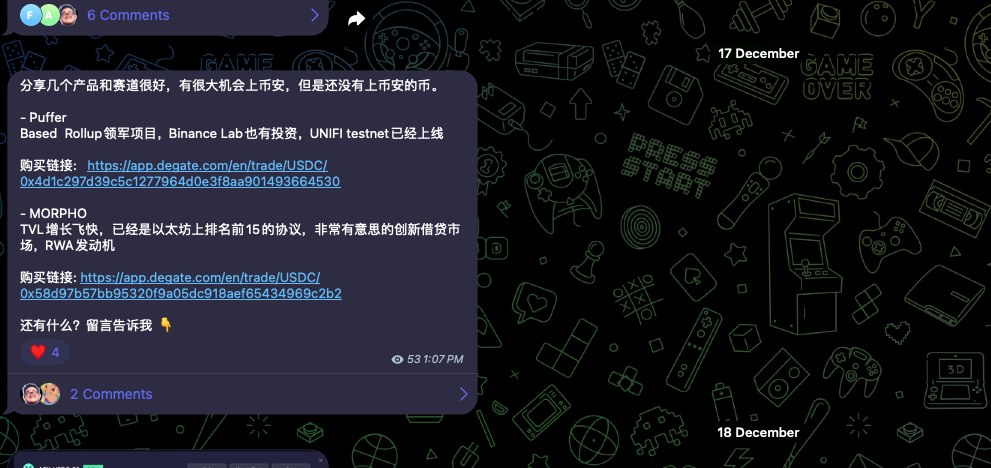 F A 6 Comments
17 December
GAME OVER
分享几个产品和赛道很好，有很大机会上币安，但是还没有上币安的币。
- Puffer
Based Rollup领军项目，Binance Lab也有投资，UNIFI testnet已经上线
购买链接: https://app.degate.com/en/trade/USDC/
0x4d1c297d39c5c1277964d0e3f8aa901493664530
PRESS START
- MORPHO
TVL增长飞快，已经是以太坊上排名前15的协议，非常有意思的创新借贷市
场，RWA发动机
购买链接: https://app.degate.com/en/trade/USDC/
0x58d97b57bb95320f9a05dc918aef65434969c2b2
还有什么？留言告诉我 👇
❤️ 4
53 1:07 PM
3D
2 Comments
18 December